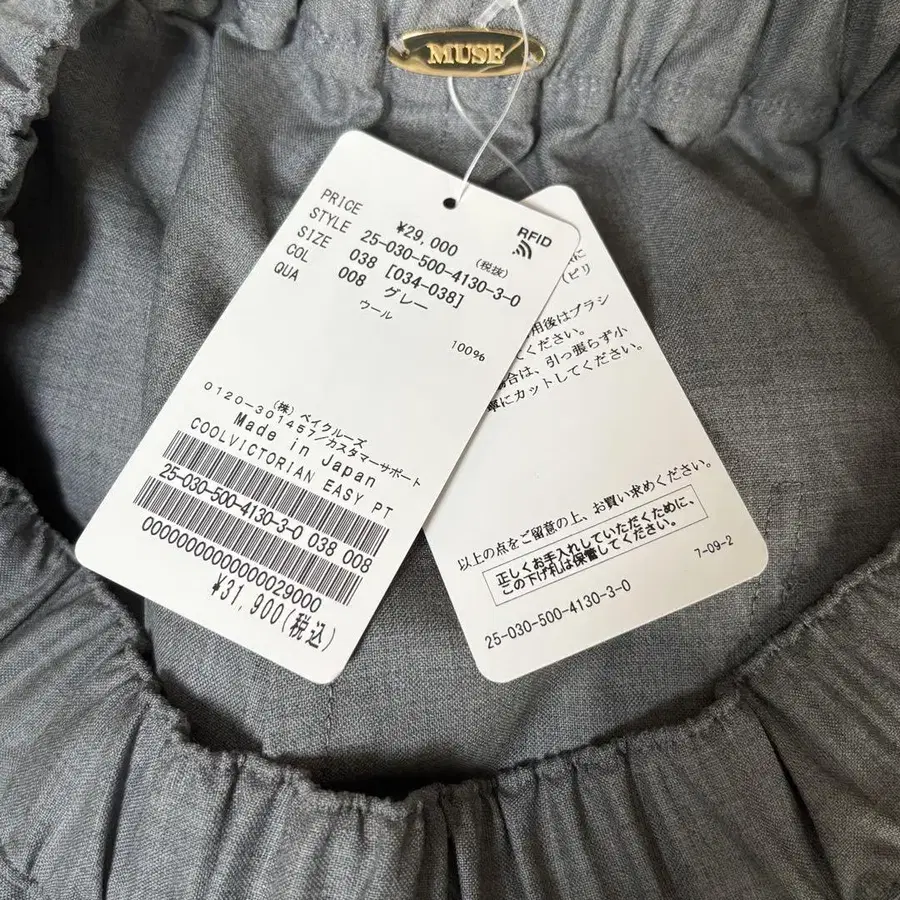 MUSE
PRICE ¥29,000 (税抜)
STYLE 25-030-500-4130-3-0
SIZE 038 [034-038]
COL 008 グレー
QUA ウール
100%
RFID
(株) ベイクルーズ
0120-301457/カスタマーサポート
Made in Japan
COOLVICTORIAN EASY PT
25-030-500-4130-3-0 038 008
0000000000000029000
¥31,900(税込)
に
(ピリ
用後はブラシ
てください。
場合は、引っ張らず小
寧にカットしてください。
以上の点をご留意の上、お買い求めください。
正しくお手入れしていただくために、
この下げ札は保管してください。
7-09-2
25-030-500-4130-3-0